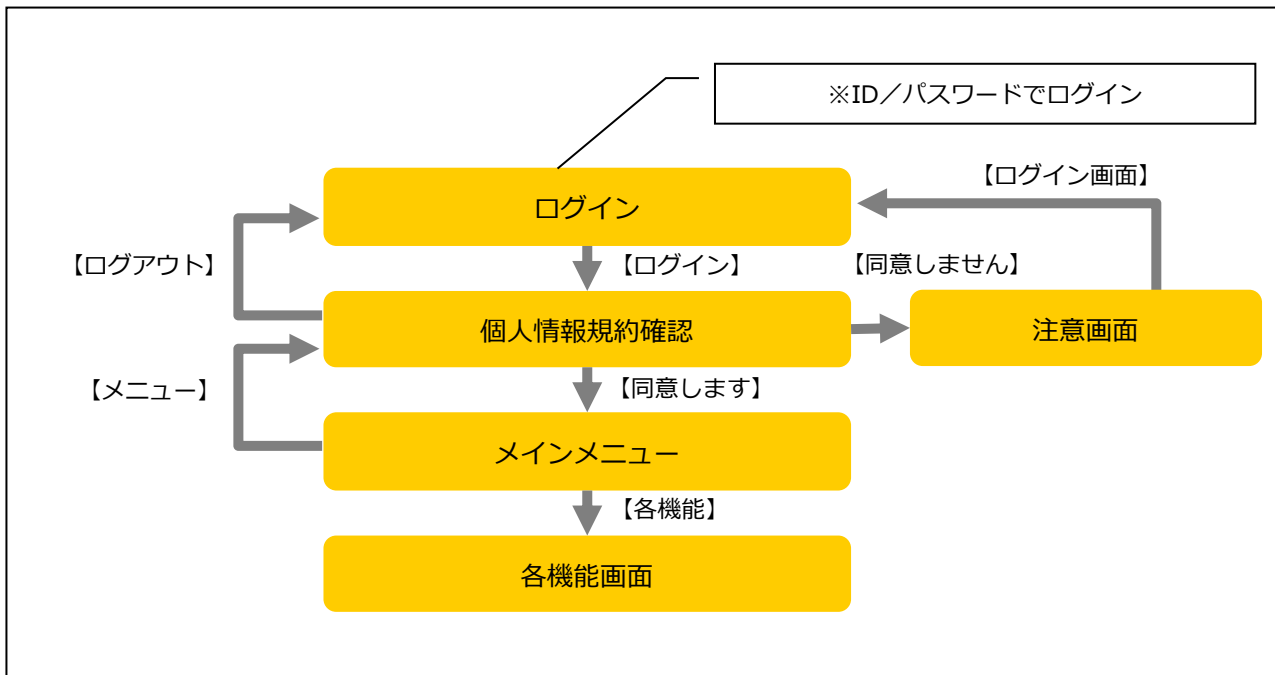 ※ID／パスワードでログイン
【ログイン画面】
ログイン
【ログアウト】
【ログイン】
【同意しません】
個人情報規約確認
注意画面
【メニュー】
【同意します】
メインメニュー
【各機能】
各機能画面